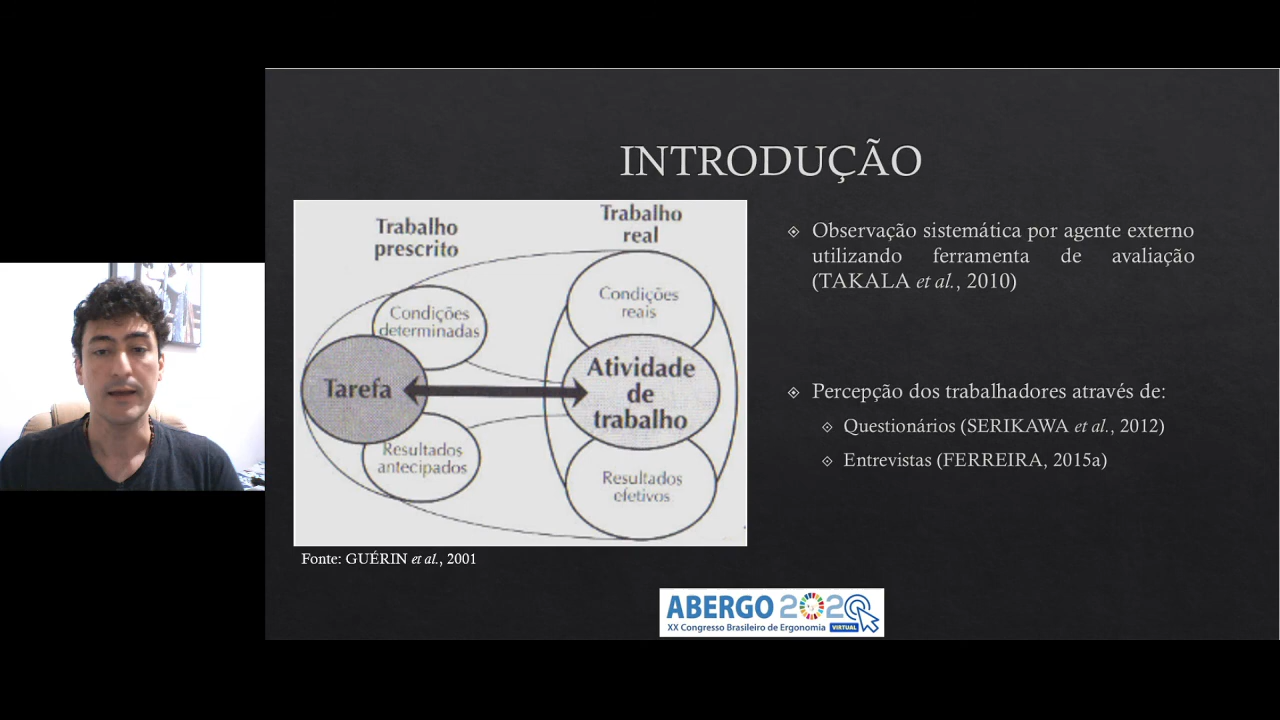 INTRODUÇÃO
Trabalho
prescrito
Trabalho
real
Condições
determinadas
Condições
reais
Tarefa
Atividade
de
trabalho
Resultados
antecipados
Resultados
efetivos
Fonte: GUÉRIN et al., 2001
Observação sistemática por agente externo
utilizando ferramenta de avaliação
(TAKALA et al., 2010)
Percepção dos trabalhadores através de:
Questionários (SERIKAWA et al., 2012)
Entrevistas (FERREIRA, 2015a)
ABERGO 2020
XX Congresso Brasileiro de Ergonomia VIRTUAL